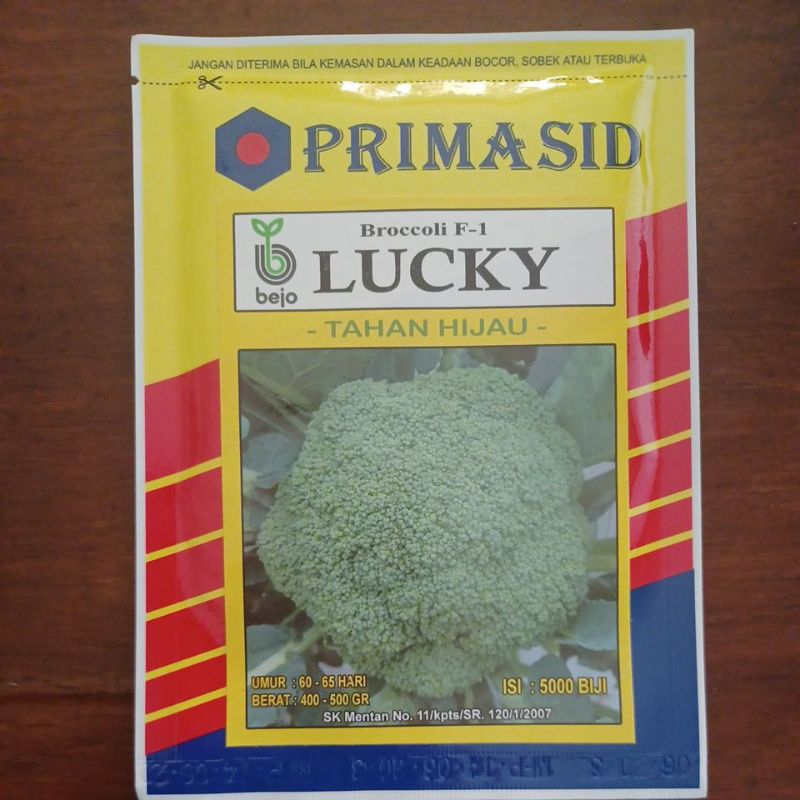 JANGAN DITERIMA BILA KEMASAN DALAM KEADAAN BOCOR, SOBEK ATAU TERBUKA
PRIMASID
bejo
Broccoli F-1
LUCKY
- TAHAN HIJAU -
UMUR : 60 - 65 HARI
BERAT : 400 - 500 GR
ISI : 5000 BIJI
SK Mentan No. 11/kpts/SR. 120/1/2007